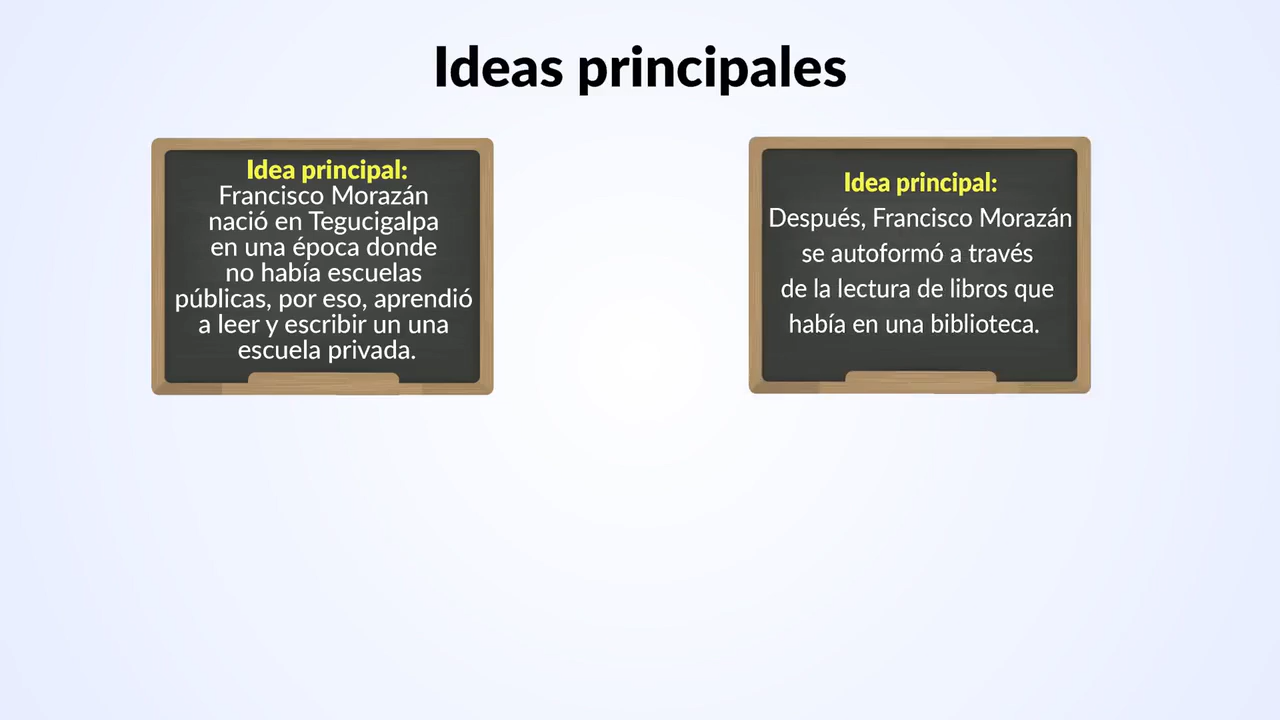 Ideas principales
Idea principal:
Francisco Morazán
nació en Tegucigalpa
en una época donde
no había escuelas
públicas, por eso, aprendió
a leer y escribir un una
escuela privada.
Idea principal:
Después, Francisco Morazán
se autoformó a través
de la lectura de libros que
había en una biblioteca.